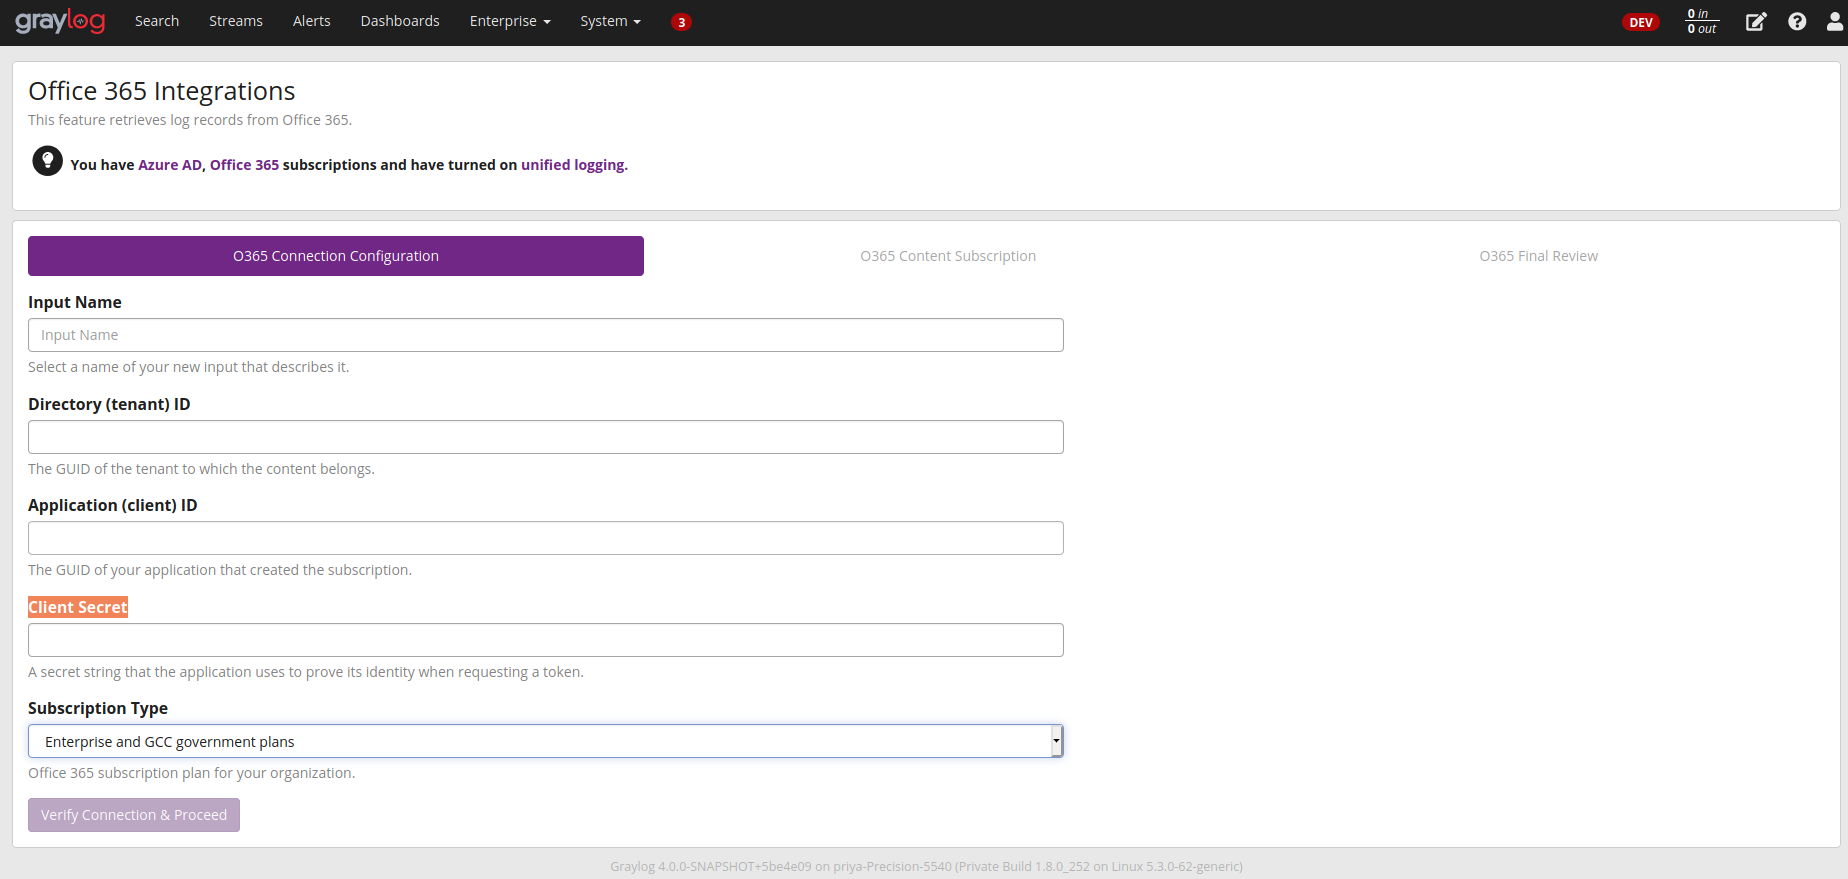 graylog Search Streams Alerts Dashboards Enterprise System 3 DEV 0 in
0 out
Office 365 Integrations
This feature retrieves log records from Office 365.
You have Azure AD, Office 365 subscriptions and have turned on unified logging.
O365 Connection Configuration O365 Content Subscription O365 Final Review
Input Name
Input Name
Select a name of your new input that describes it.
Directory (tenant) ID
The GUID of the tenant to which the content belongs.
Application (client) ID
The GUID of your application that created the subscription.
Client Secret
A secret string that the application uses to prove its identity when requesting a token.
Subscription Type
Enterprise and GCC government plans
Office 365 subscription plan for your organization.
Verify Connection & Proceed
Graylog 4.0.0-SNAPSHOT+5be4e09 on priya-Precision-5540 (Private Build 1.8.0_252 on Linux 5.3.0-62-generic)